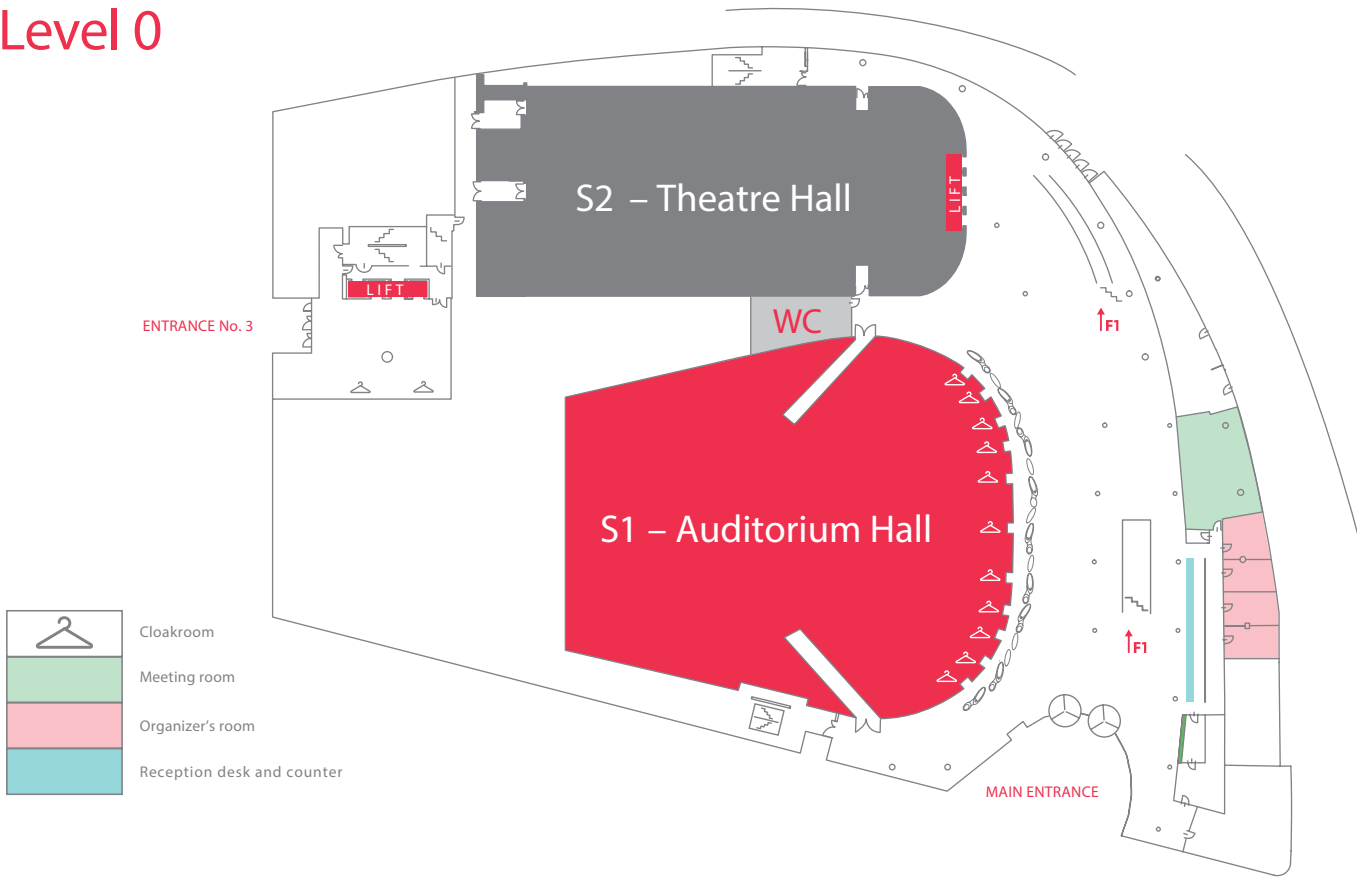 Level 0
S2 – Theatre Hall
LIFT
LIFT
ENTRANCE No. 3
WC
F1
S1 – Auditorium Hall
F1
Cloakroom
Meeting room
Organizer's room
Reception desk and counter
MAIN ENTRANCE